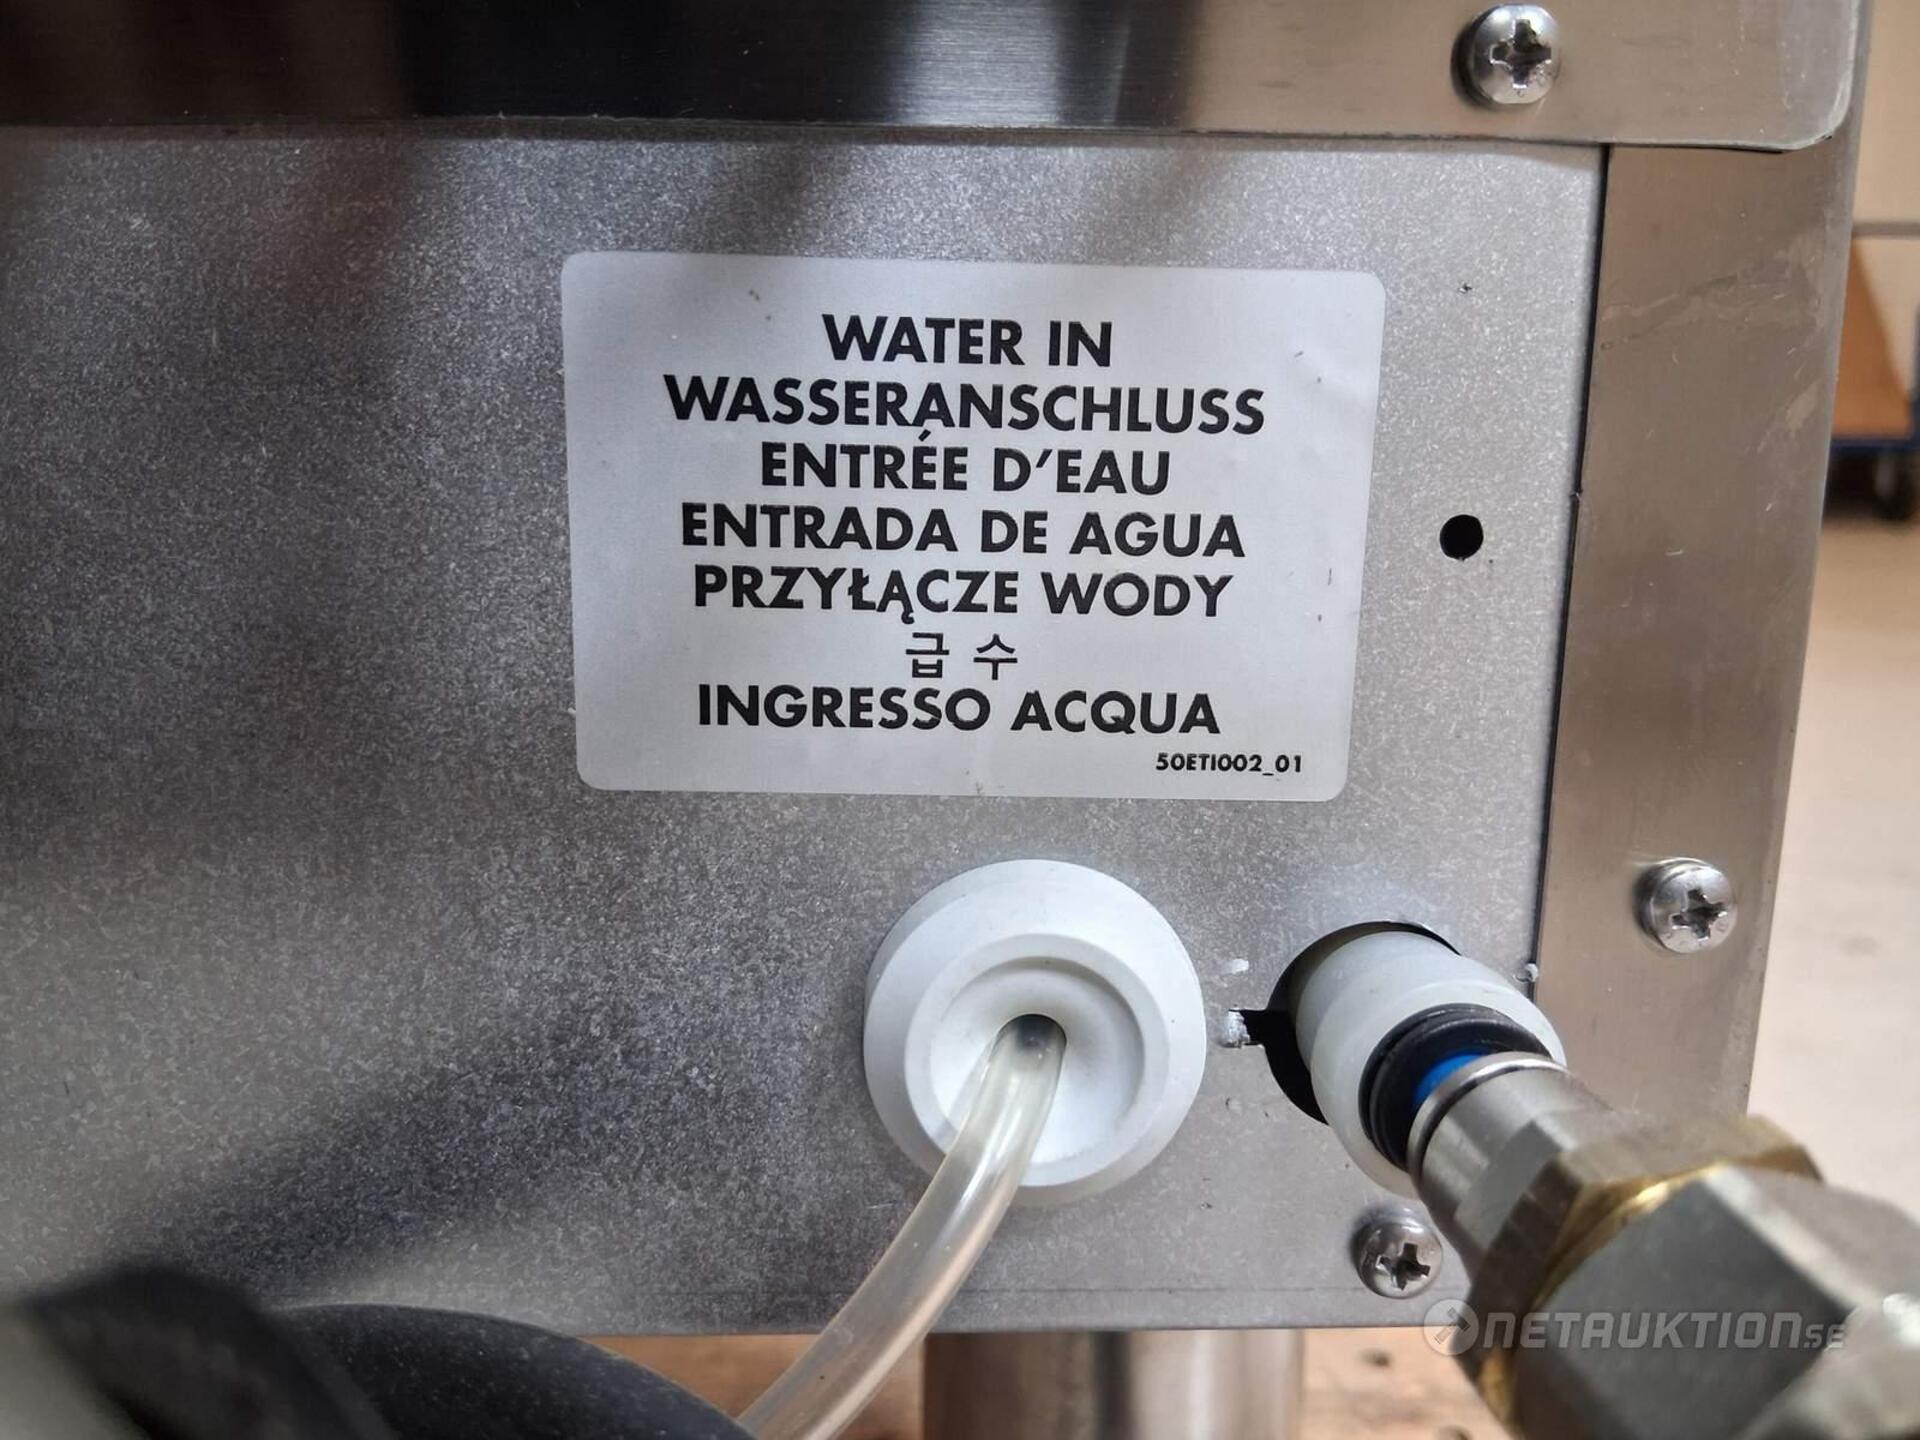 WATER IN
WASSERANSCHLUSS
ENTRÉE D'EAU
ENTRADA DE AGUA
PRZYŁĄCZE WODY
급 수
INGRESSO ACQUA
50ETI002_01
NETAUKTION.SE